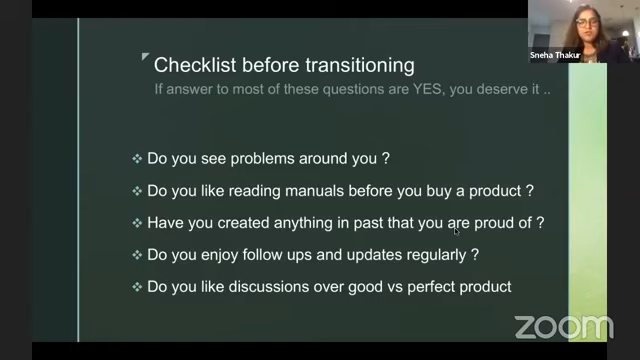 Sneha Thakur
Checklist before transitioning
If answer to most of these questions are YES, you deserve it ..
Do you see problems around you ?
Do you like reading manuals before you buy a product ?
Have you created anything in past that you are proud of ?
Do you enjoy follow ups and updates regularly ?
Do you like discussions over good vs perfect product
zoom